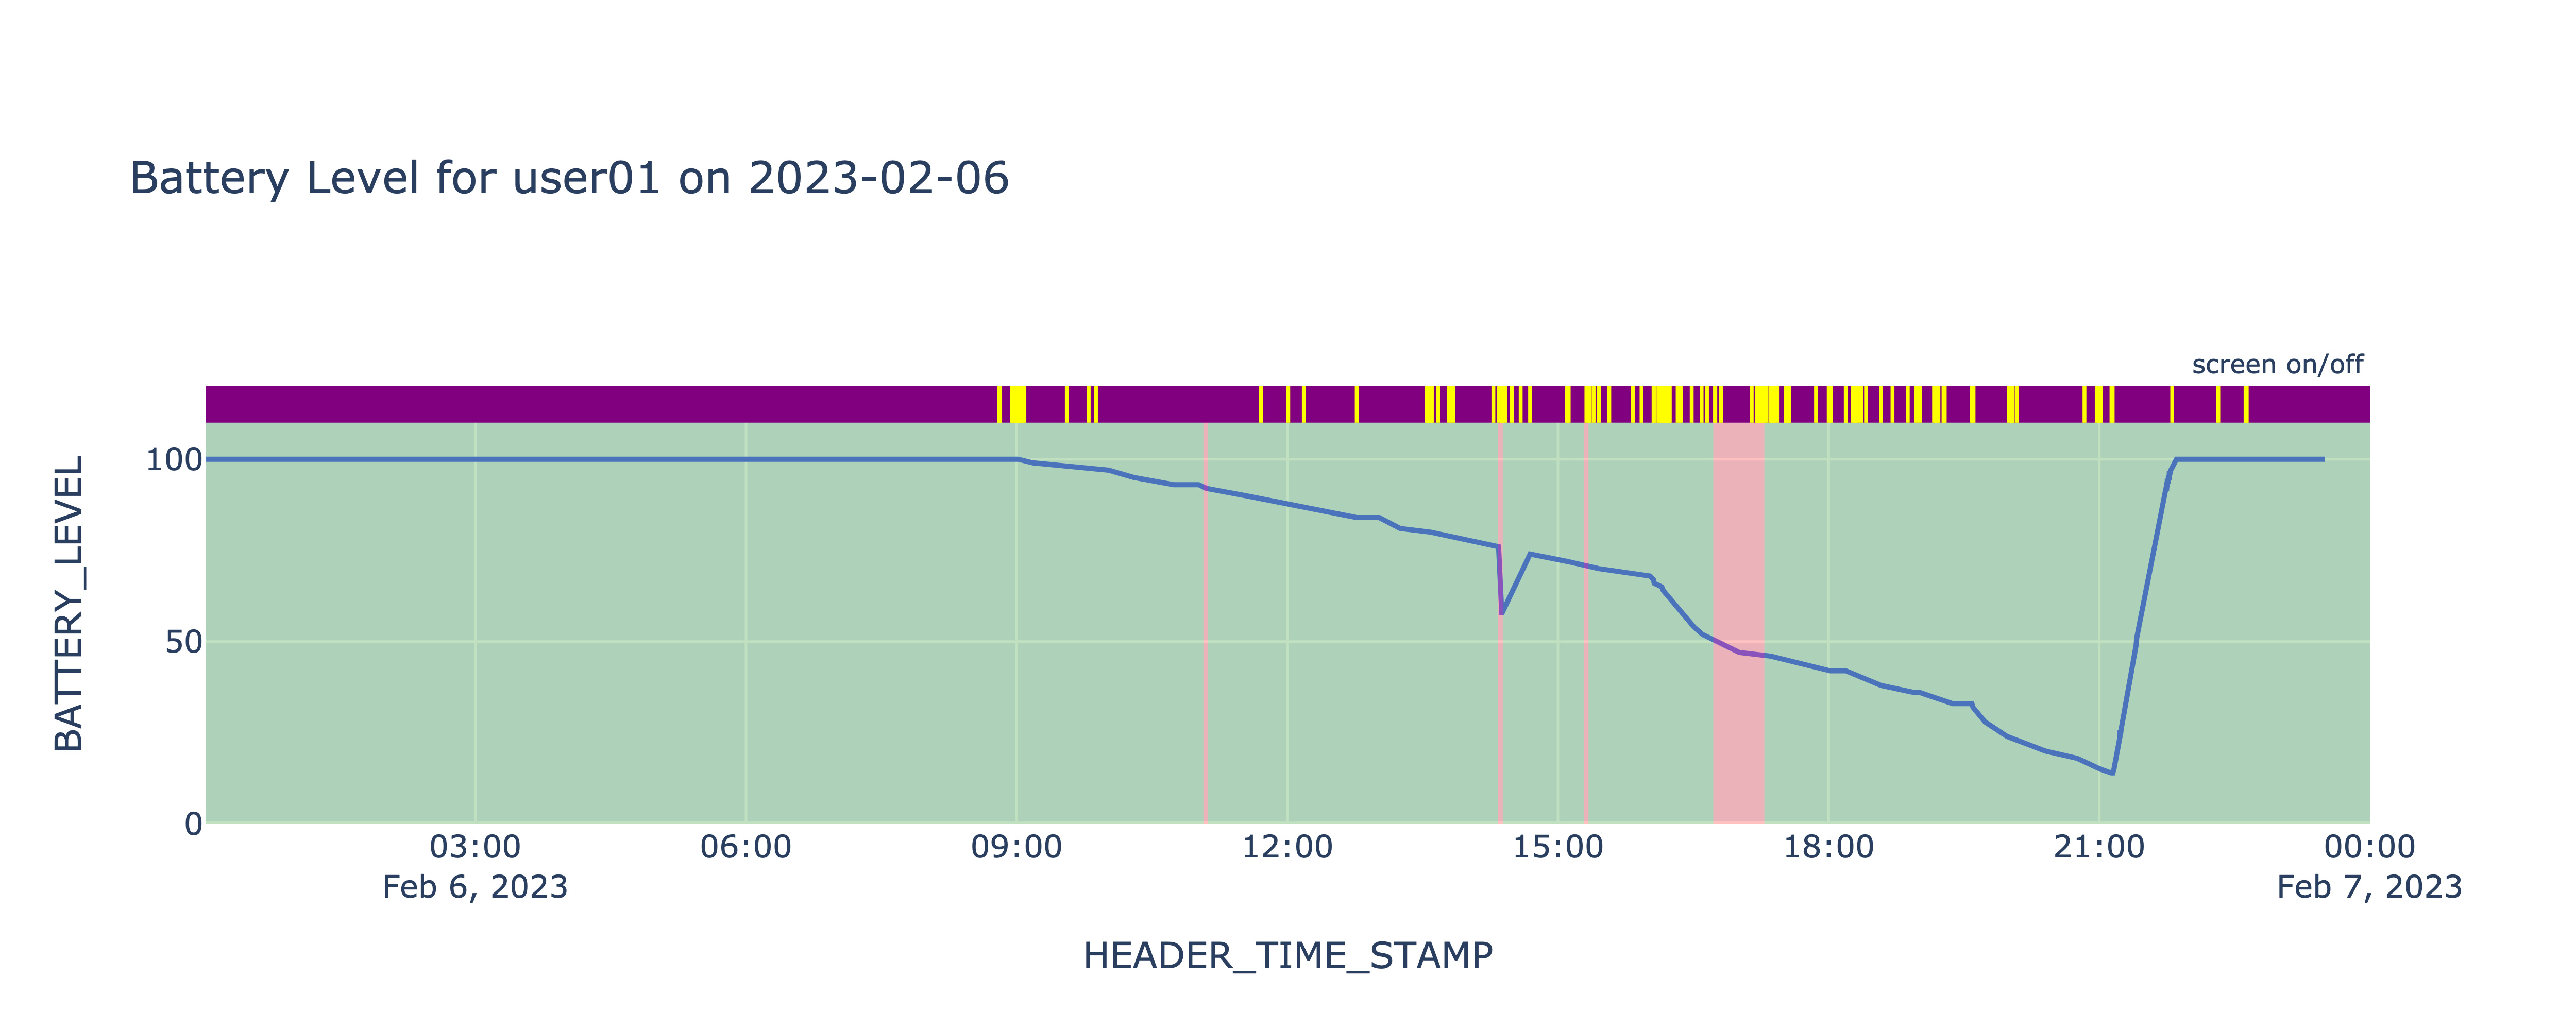 Battery Level for user01 on 2023-02-06
screen on/off
BATTERY_LEVEL
100
50
0
03:00 06:00 09:00 12:00 15:00 18:00 21:00 00:00
Feb 6, 2023 Feb 7, 2023
HEADER_TIME_STAMP